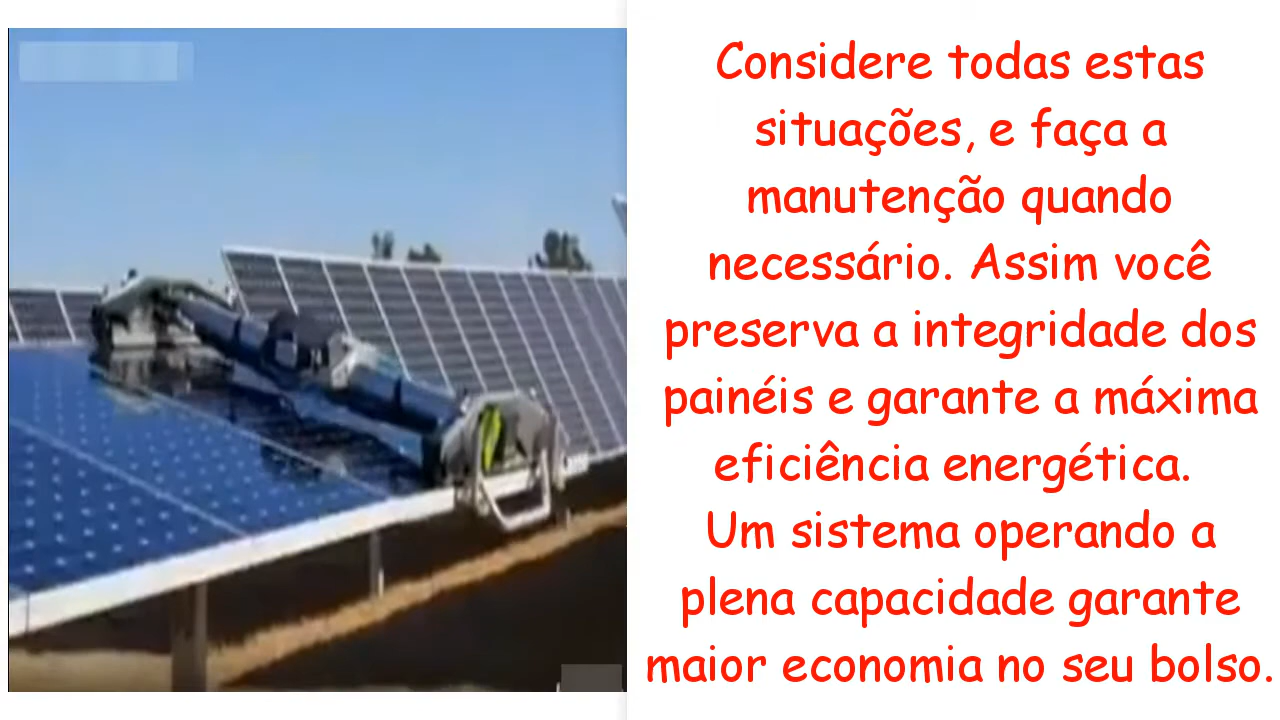 Considere todas estas
situações, e faça a
manutenção quando
necessário. Assim você
preserva a integridade dos
painéis e garante a máxima
eficiência energética.
Um sistema operando a
plena capacidade garante
maior economia no seu bolso.